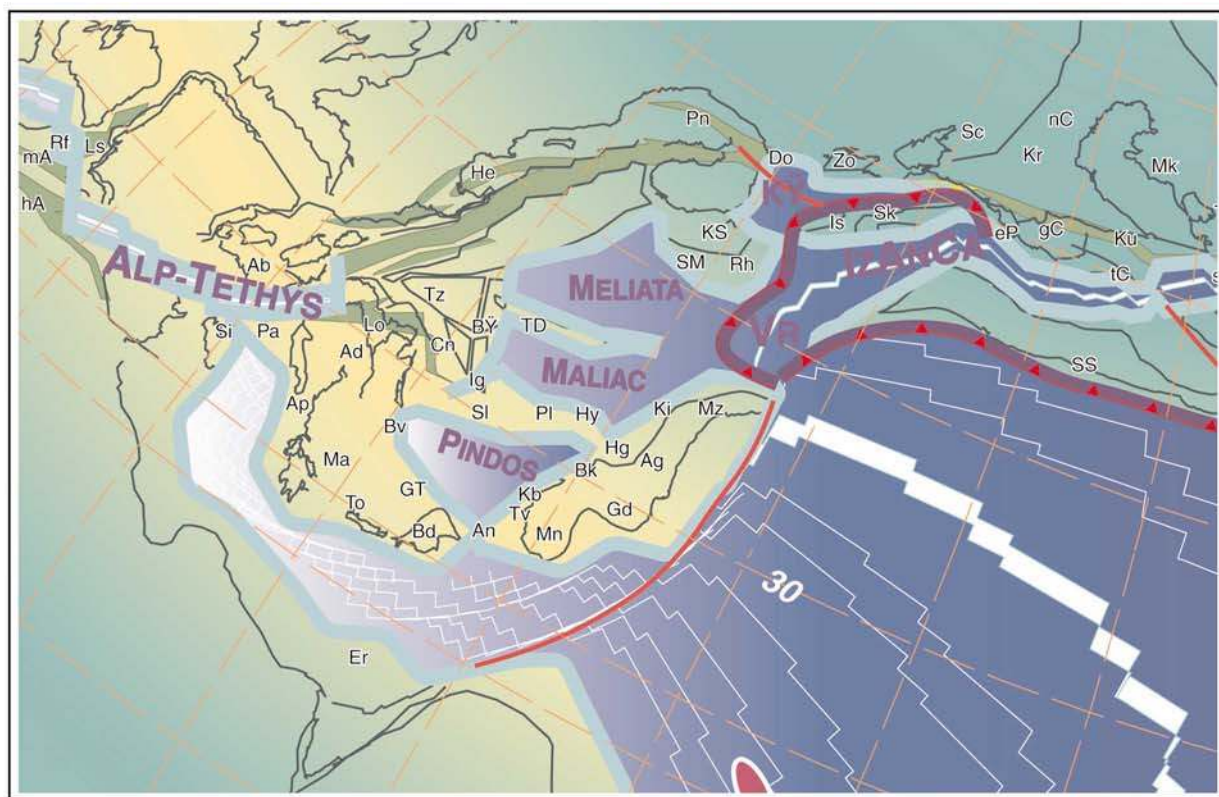 Pn
Sc
nC
Do
Zo
Kr
Mk
Rf
Ls
mA
He
hA
KS
Is
Sk
eP
gC
Ku
SM
Rh
IZANCA
tC
Ab
ALP-TETHYS
MELIATA
Tz
Si
Pa
Lo
BŸ
TD
VR
Ad
Cn
SS
Ig
MALIAC
Ap
Sl
Pl
Hy
Ki
Mz
Bv
PINDOS
Hg
Ma
Bk
Ag
GT
Kb
To
Tv
Gd
Bd
An
Mn
30
Er